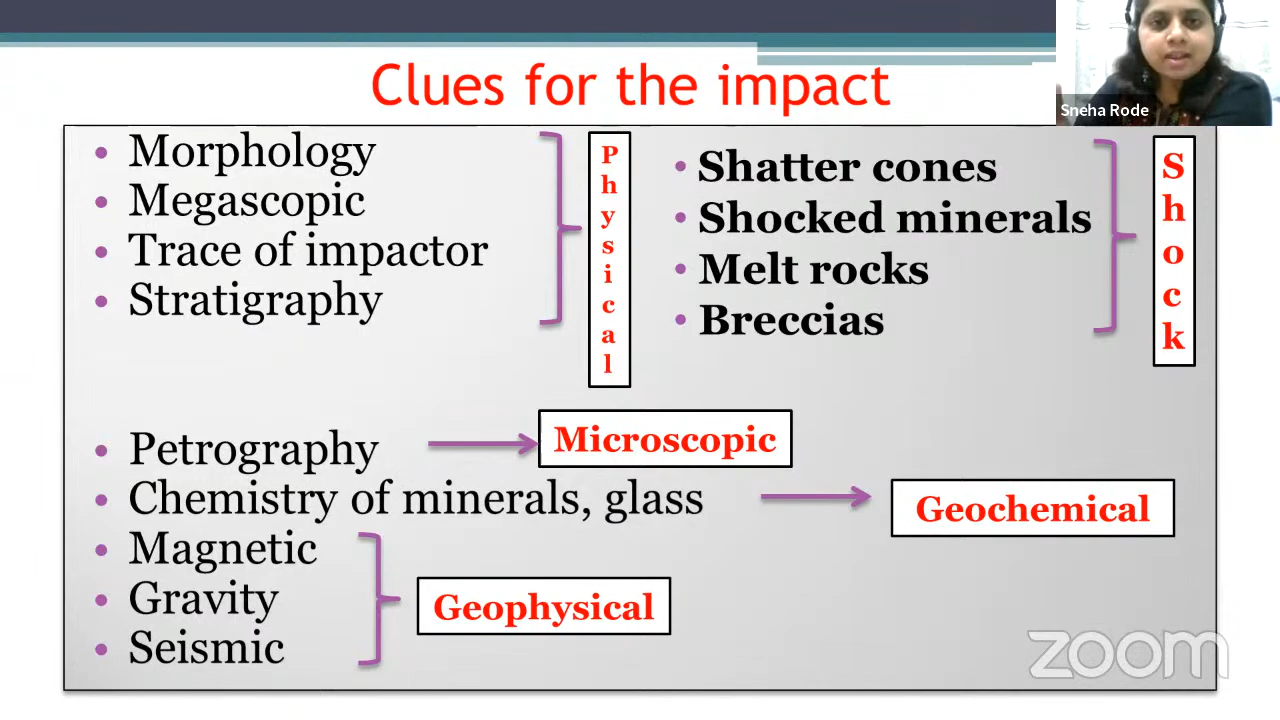 Clues for the impact
Sneha Rode
• Morphology
• Megascopic
• Trace of impactor
• Stratigraphy
Physical
• Shatter cones
• Shocked minerals
• Melt rocks
• Breccias
Shock
• Petrography
Microscopic
• Chemistry of minerals, glass
Geochemical
• Magnetic
• Gravity
• Seismic
Geophysical
zoom